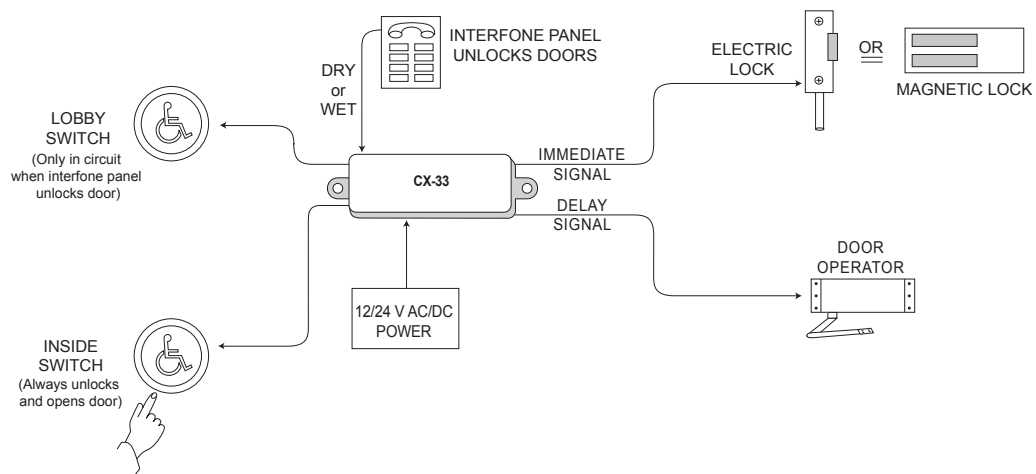 INTERFONE PANEL
UNLOCKS DOORS
DRY
or
WET
ELECTRIC
LOCK
OR
MAGNETIC LOCK
LOBBY
SWITCH
(Only in circuit
when interfone panel
unlocks door)
CX-33
IMMEDIATE
SIGNAL
DELAY
SIGNAL
DOOR
OPERATOR
12/24 V AC/DC
POWER
INSIDE
SWITCH
(Always unlocks
and opens door)